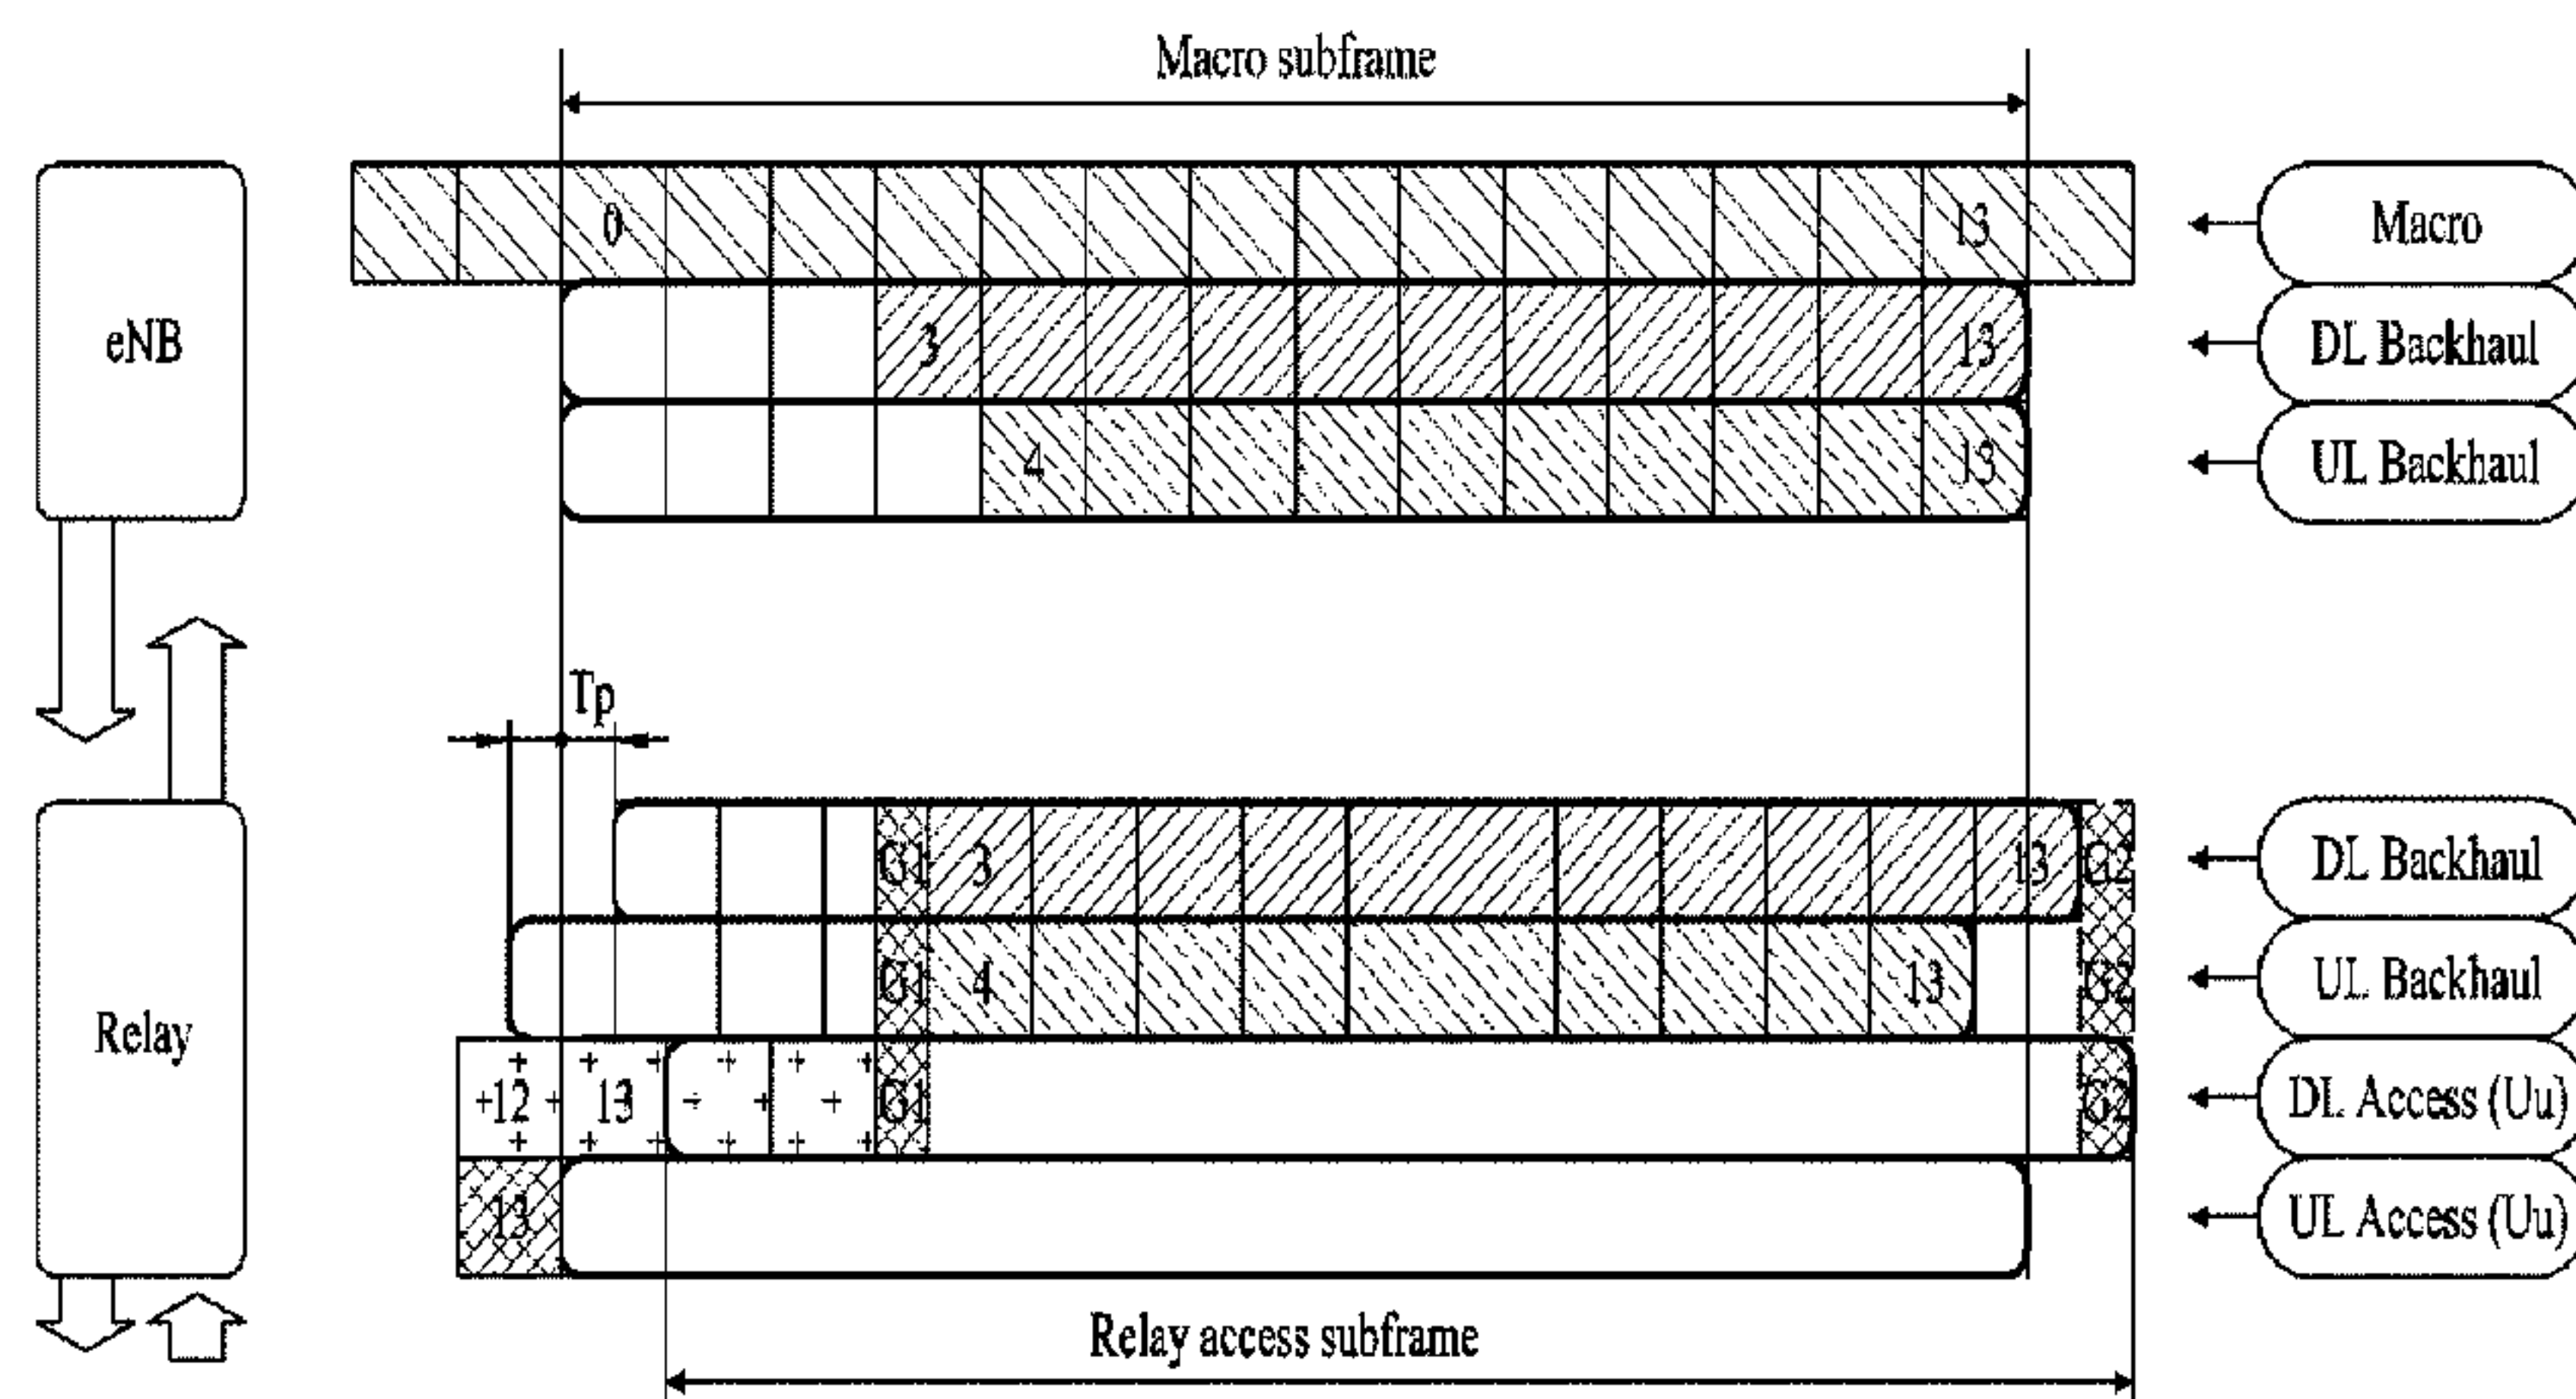 Macro subframe
0 13 Macro
eNB 3 13 DL Backhaul
4 13 UL Backhaul
Tp
G1 3 13 G2 DL Backhaul
G1 4 13 G2 UL Backhaul
Relay
12 13 G1 G2 DL Access (Uu)
13 UL Access (Uu)
Relay access subframe